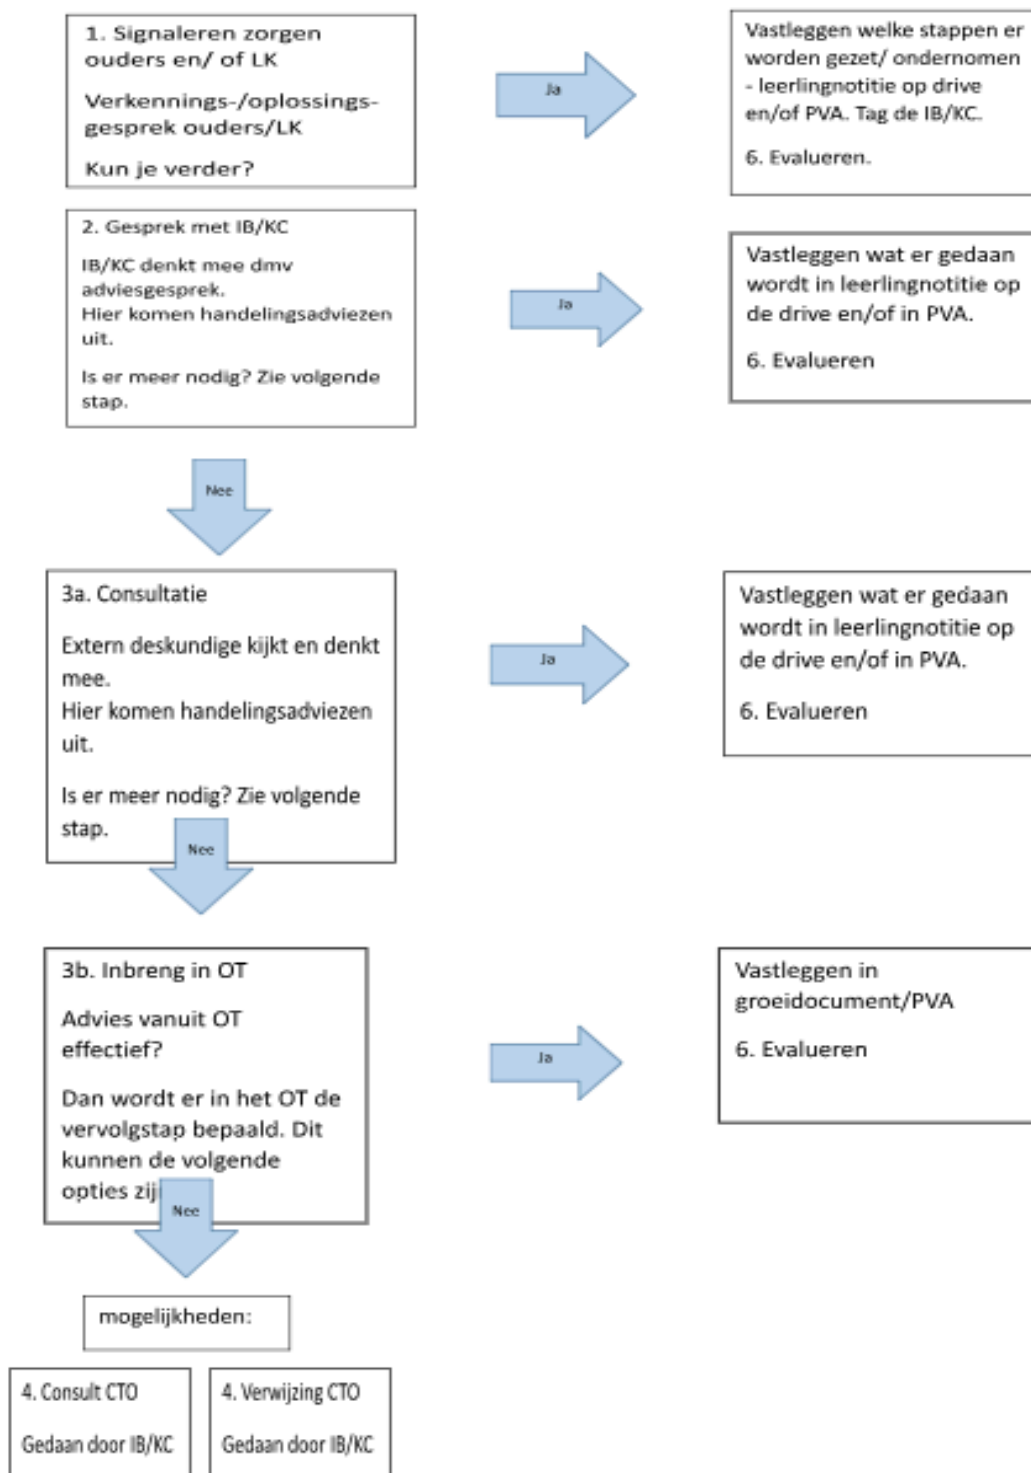 1. Signaleren zorgen
ouders en/ of LK
Verkennings-/oplossings-
gesprek ouders/LK
Kun je verder?
Ja
Vastleggen welke stappen er
worden gezet/ ondernomen
- leerlingnotitie op drive
en/of PVA. Tag de IB/KC.
6. Evalueren.
2. Gesprek met IB/KC
IB/KC denkt mee dmv
adviesgesprek.
Hier komen handelingsadviezen
uit.
Is er meer nodig? Zie volgende
stap.
Ja
Vastleggen wat er gedaan
wordt in leerlingnotitie op
de drive en/of in PVA.
6. Evalueren
Nee
3a. Consultatie
Extern deskundige kijkt en denkt
mee.
Hier komen handelingsadviezen
uit.
Is er meer nodig? Zie volgende
stap.
Ja
Vastleggen wat er gedaan
wordt in leerlingnotitie op
de drive en/of in PVA.
6. Evalueren
Nee
3b. Inbreng in OT
Advies vanuit OT
effectief?
Dan wordt er in het OT de
vervolgstap bepaald. Dit
kunnen de volgende
opties
Ja
Vastleggen in
groeidocument/PVA
6. Evalueren
Nee
mogelijkheden:
4. Consult CTO
Gedaan door IB/KC
4. Verwijzing CTO
Gedaan door IB/KC